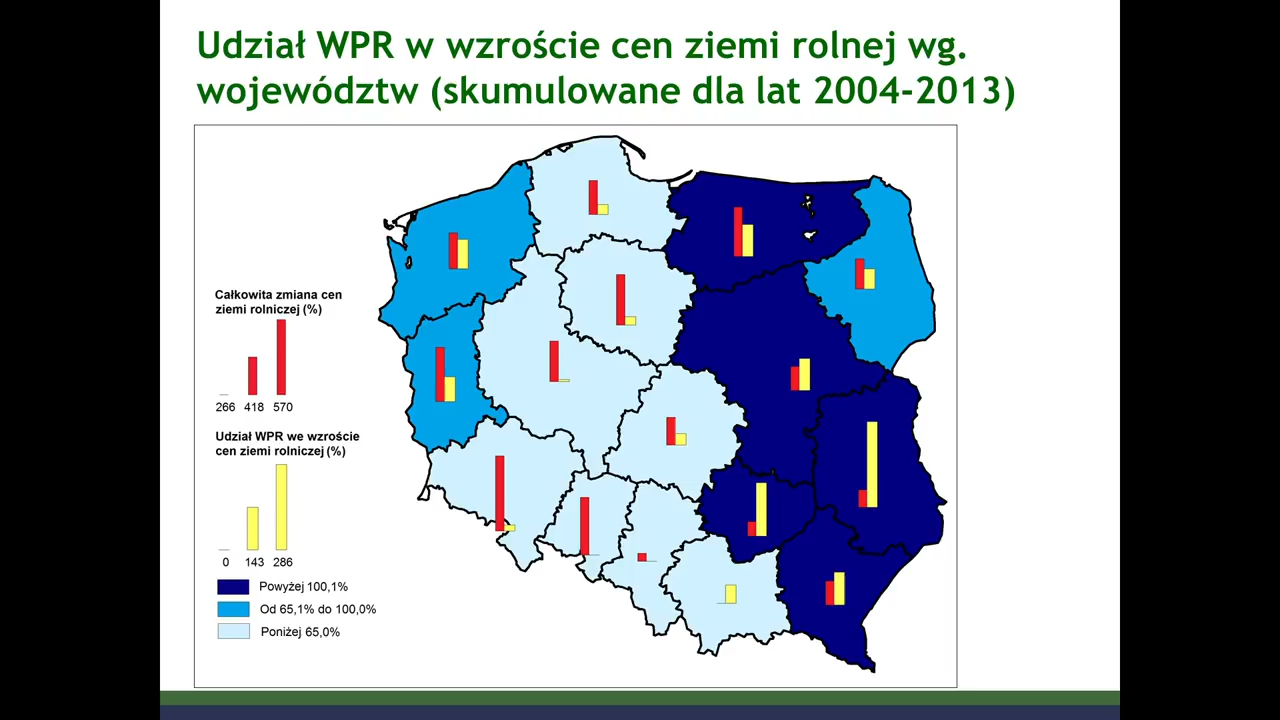 Udział WPR w wzroście cen ziemi rolnej wg.
województw (skumulowane dla lat 2004-2013)
Całkowita zmiana cen
ziemi rolniczej (%)
266 418 570
Udział WPR we wzroście
cen ziemi rolniczej (%)
0 143 286
Powyżej 100,1%
Od 65,1% do 100,0%
Poniżej 65,0%